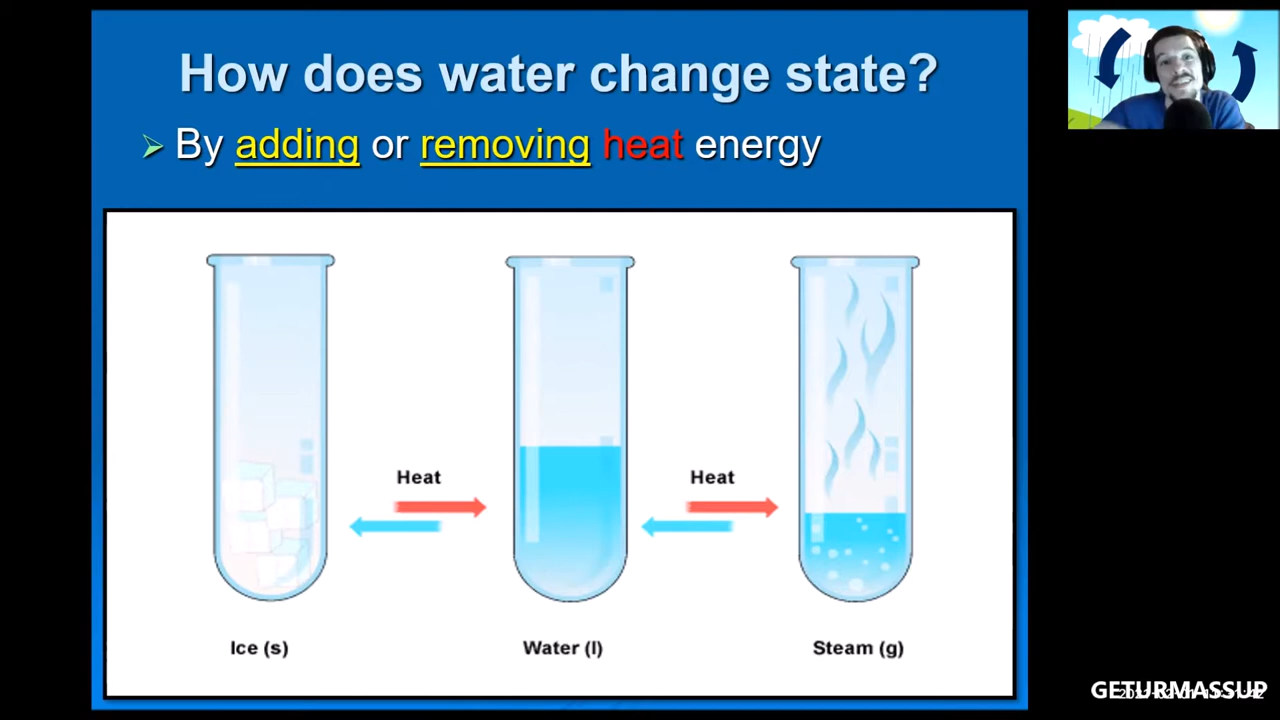 How does water change state?
By adding or removing heat energy
Heat
Heat
Ice (s)
Water (l)
Steam (g)
GETURMASSUP